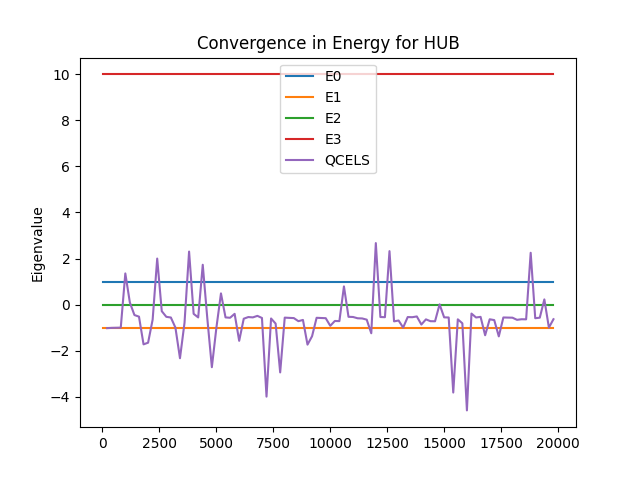 Convergence in Energy for HUB
Eigenvalue
10
8
6
4
2
0
−2
−4
E0
E1
E2
E3
QCELS
0 2500 5000 7500 10000 12500 15000 17500 20000